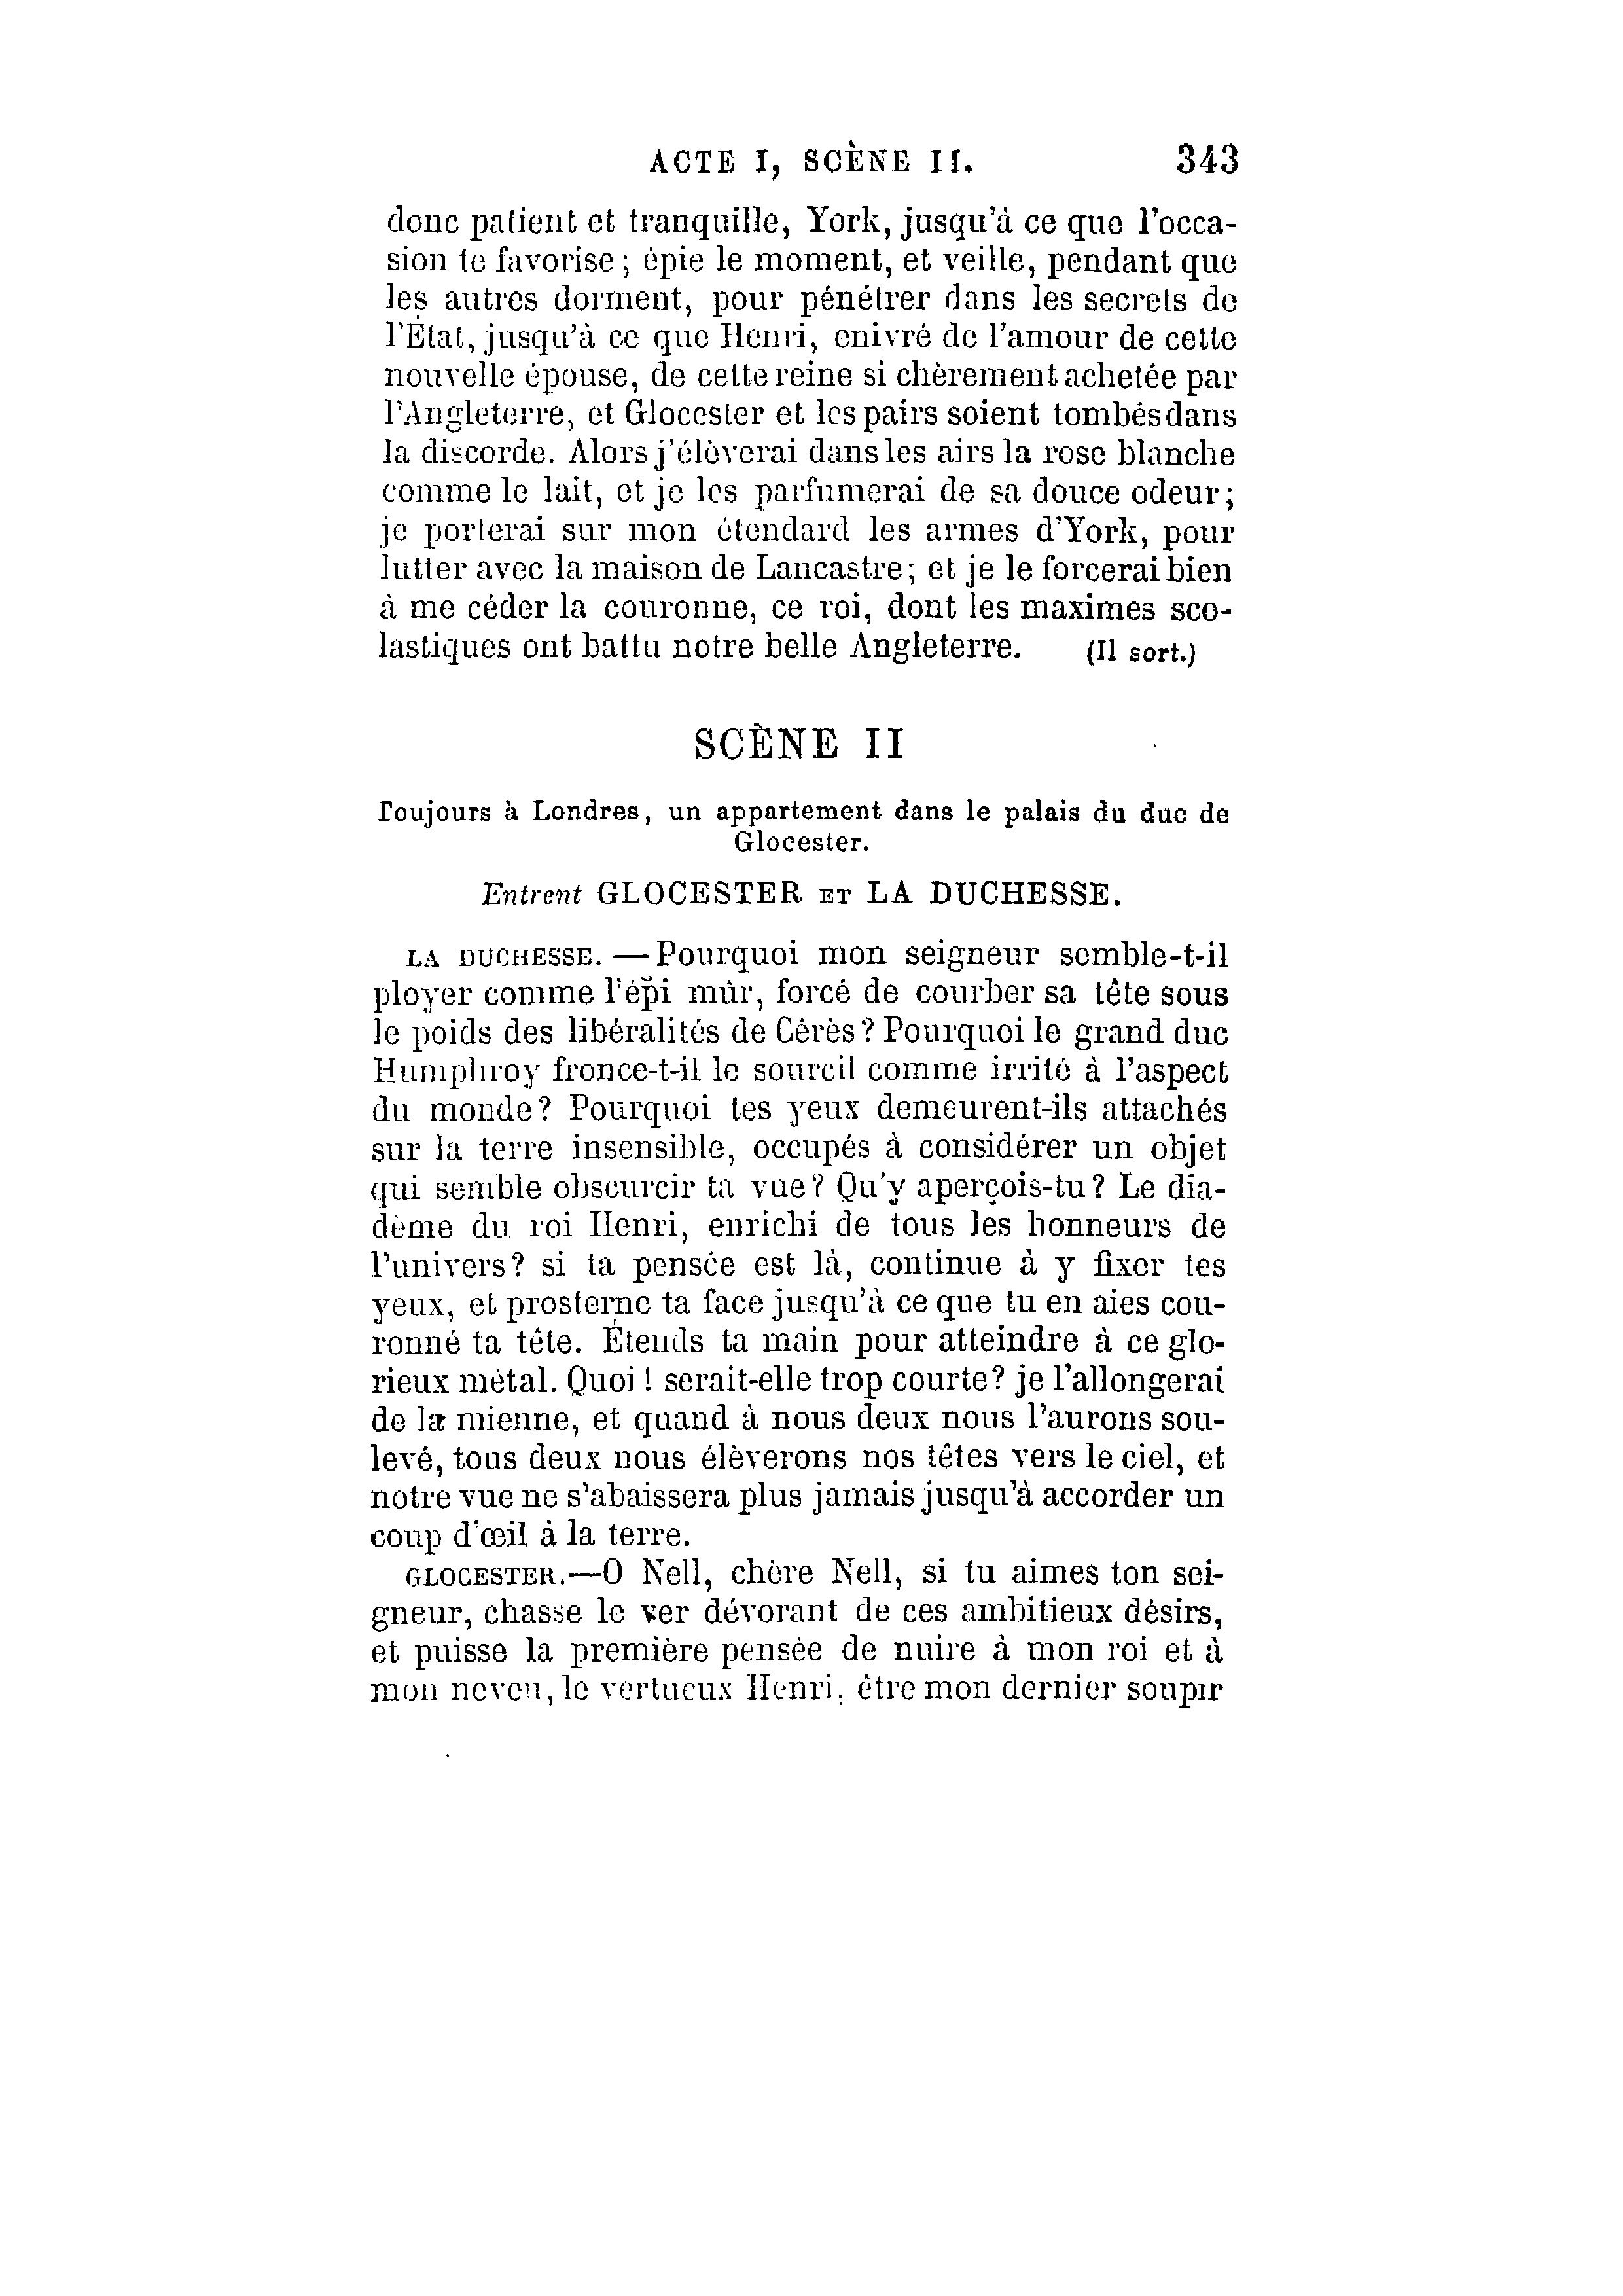 ACTE I, SCÈNE II. 343
donc patient et tranquille, York, jusqu'à ce que l'occa-
sion te favorise ; épie le moment, et veille, pendant que
les autres dorment, pour pénétrer dans les secrets de
l'État, jusqu'à ce que Henri, enivré de l'amour de cette
nouvelle épouse, de cette reine si chèrement achetée par
l'Angleterre, et Glocester et les pairs soient tombés dans
la discorde. Alors j'élèverai dans les airs la rose blanche
comme le lait, et je les parfumerai de sa douce odeur ;
je porterai sur mon étendard les armes d'York, pour
lutter avec la maison de Lancastre ; et je le forcerai bien
à me céder la couronne, ce roi, dont les maximes sco-
lastiques ont battu notre belle Angleterre. (Il sort.)
SCÈNE II
Toujours à Londres, un appartement dans le palais du duc de
Glocester.
Entrent GLOCESTER ET LA DUCHESSE.
LA DUCHESSE. — Pourquoi mon seigneur semble-t-il
ployer comme l'épi mûr, forcé de courber sa tête sous
le poids des libéralités de Cérès ? Pourquoi le grand duc
Humphroy fronce-t-il le sourcil comme irrité à l'aspect
du monde ? Pourquoi tes yeux demeurent-ils attachés
sur la terre insensible, occupés à considérer un objet
qui semble obscurcir ta vue ? Qu'y aperçois-tu ? Le dia-
dème du roi Henri, enrichi de tous les honneurs de
l'univers ? si ta pensée est là, continue à y fixer tes
yeux, et prosterne ta face jusqu'à ce que tu en aies cou-
ronné ta tête. Étends ta main pour atteindre à ce glo-
rieux métal. Quoi ! serait-elle trop courte ? je l'allongerai
de la mienne, et quand à nous deux nous l'aurons sou-
levé, tous deux nous élèverons nos têtes vers le ciel, et
notre vue ne s'abaissera plus jamais jusqu'à accorder un
coup d'œil à la terre.
GLOCESTER.—O Nell, chère Nell, si tu aimes ton sei-
gneur, chasse le ver dévorant de ces ambitieux désirs,
et puisse la première pensée de nuire à mon roi et à
mon neveu, le vertueux Henri, être mon dernier soupir